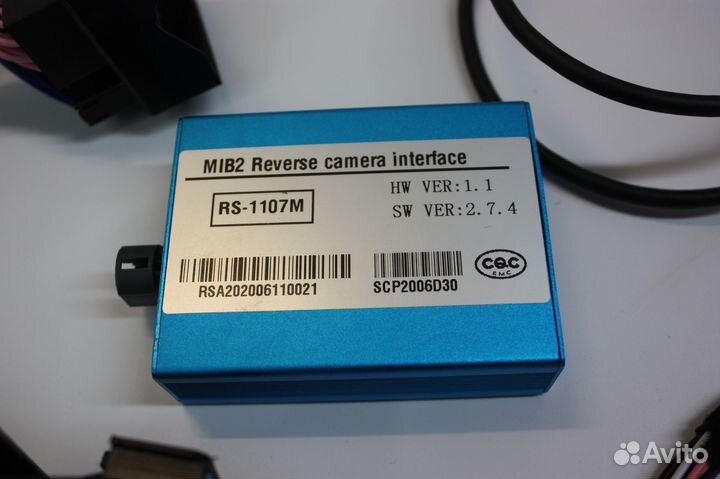 MIB2 Reverse camera interface
RS-1107M
HW VER:1.1
SW VER:2.7.4
RSA202006110021
SCP2006D30
CQC
EMC
Avito